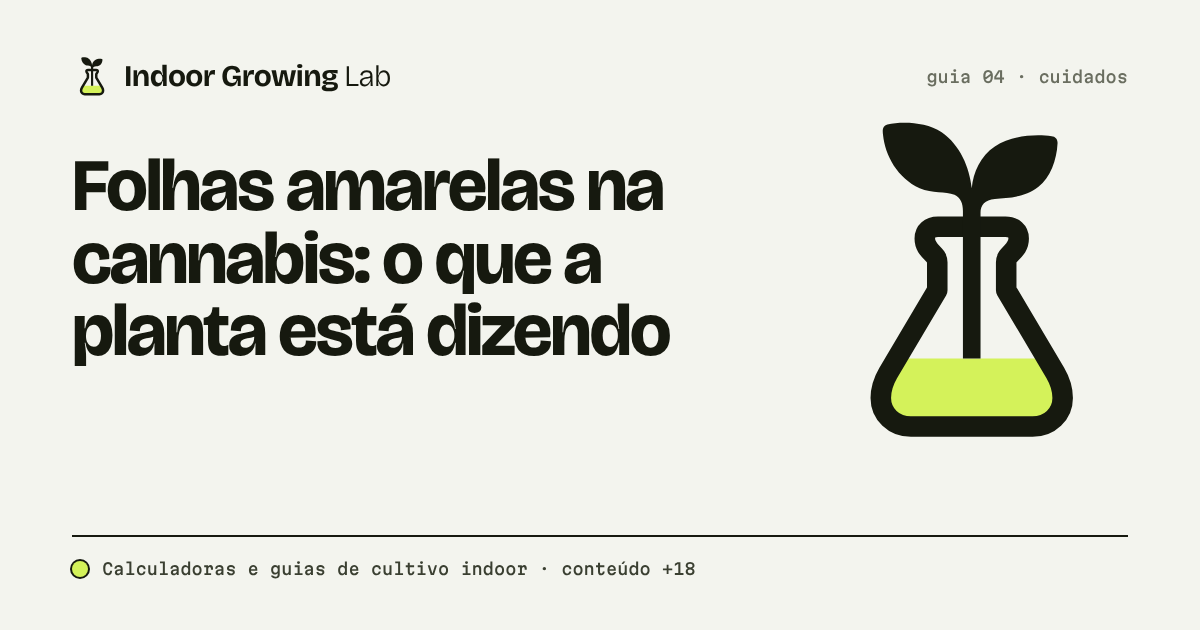 Indoor Growing Lab
guia 04 · cuidados
Folhas amarelas na
cannabis: o que a
planta está dizendo
Calculadoras e guias de cultivo indoor · conteúdo +18